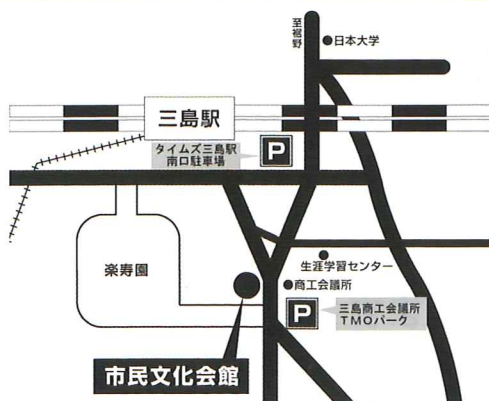 至裾野
日本大学
三島駅
タイムズ三島駅
南口駐車場
P
楽寿園
生涯学習センター
商工会議所
P
三島商工会議所
TMOパーク
市民文化会館